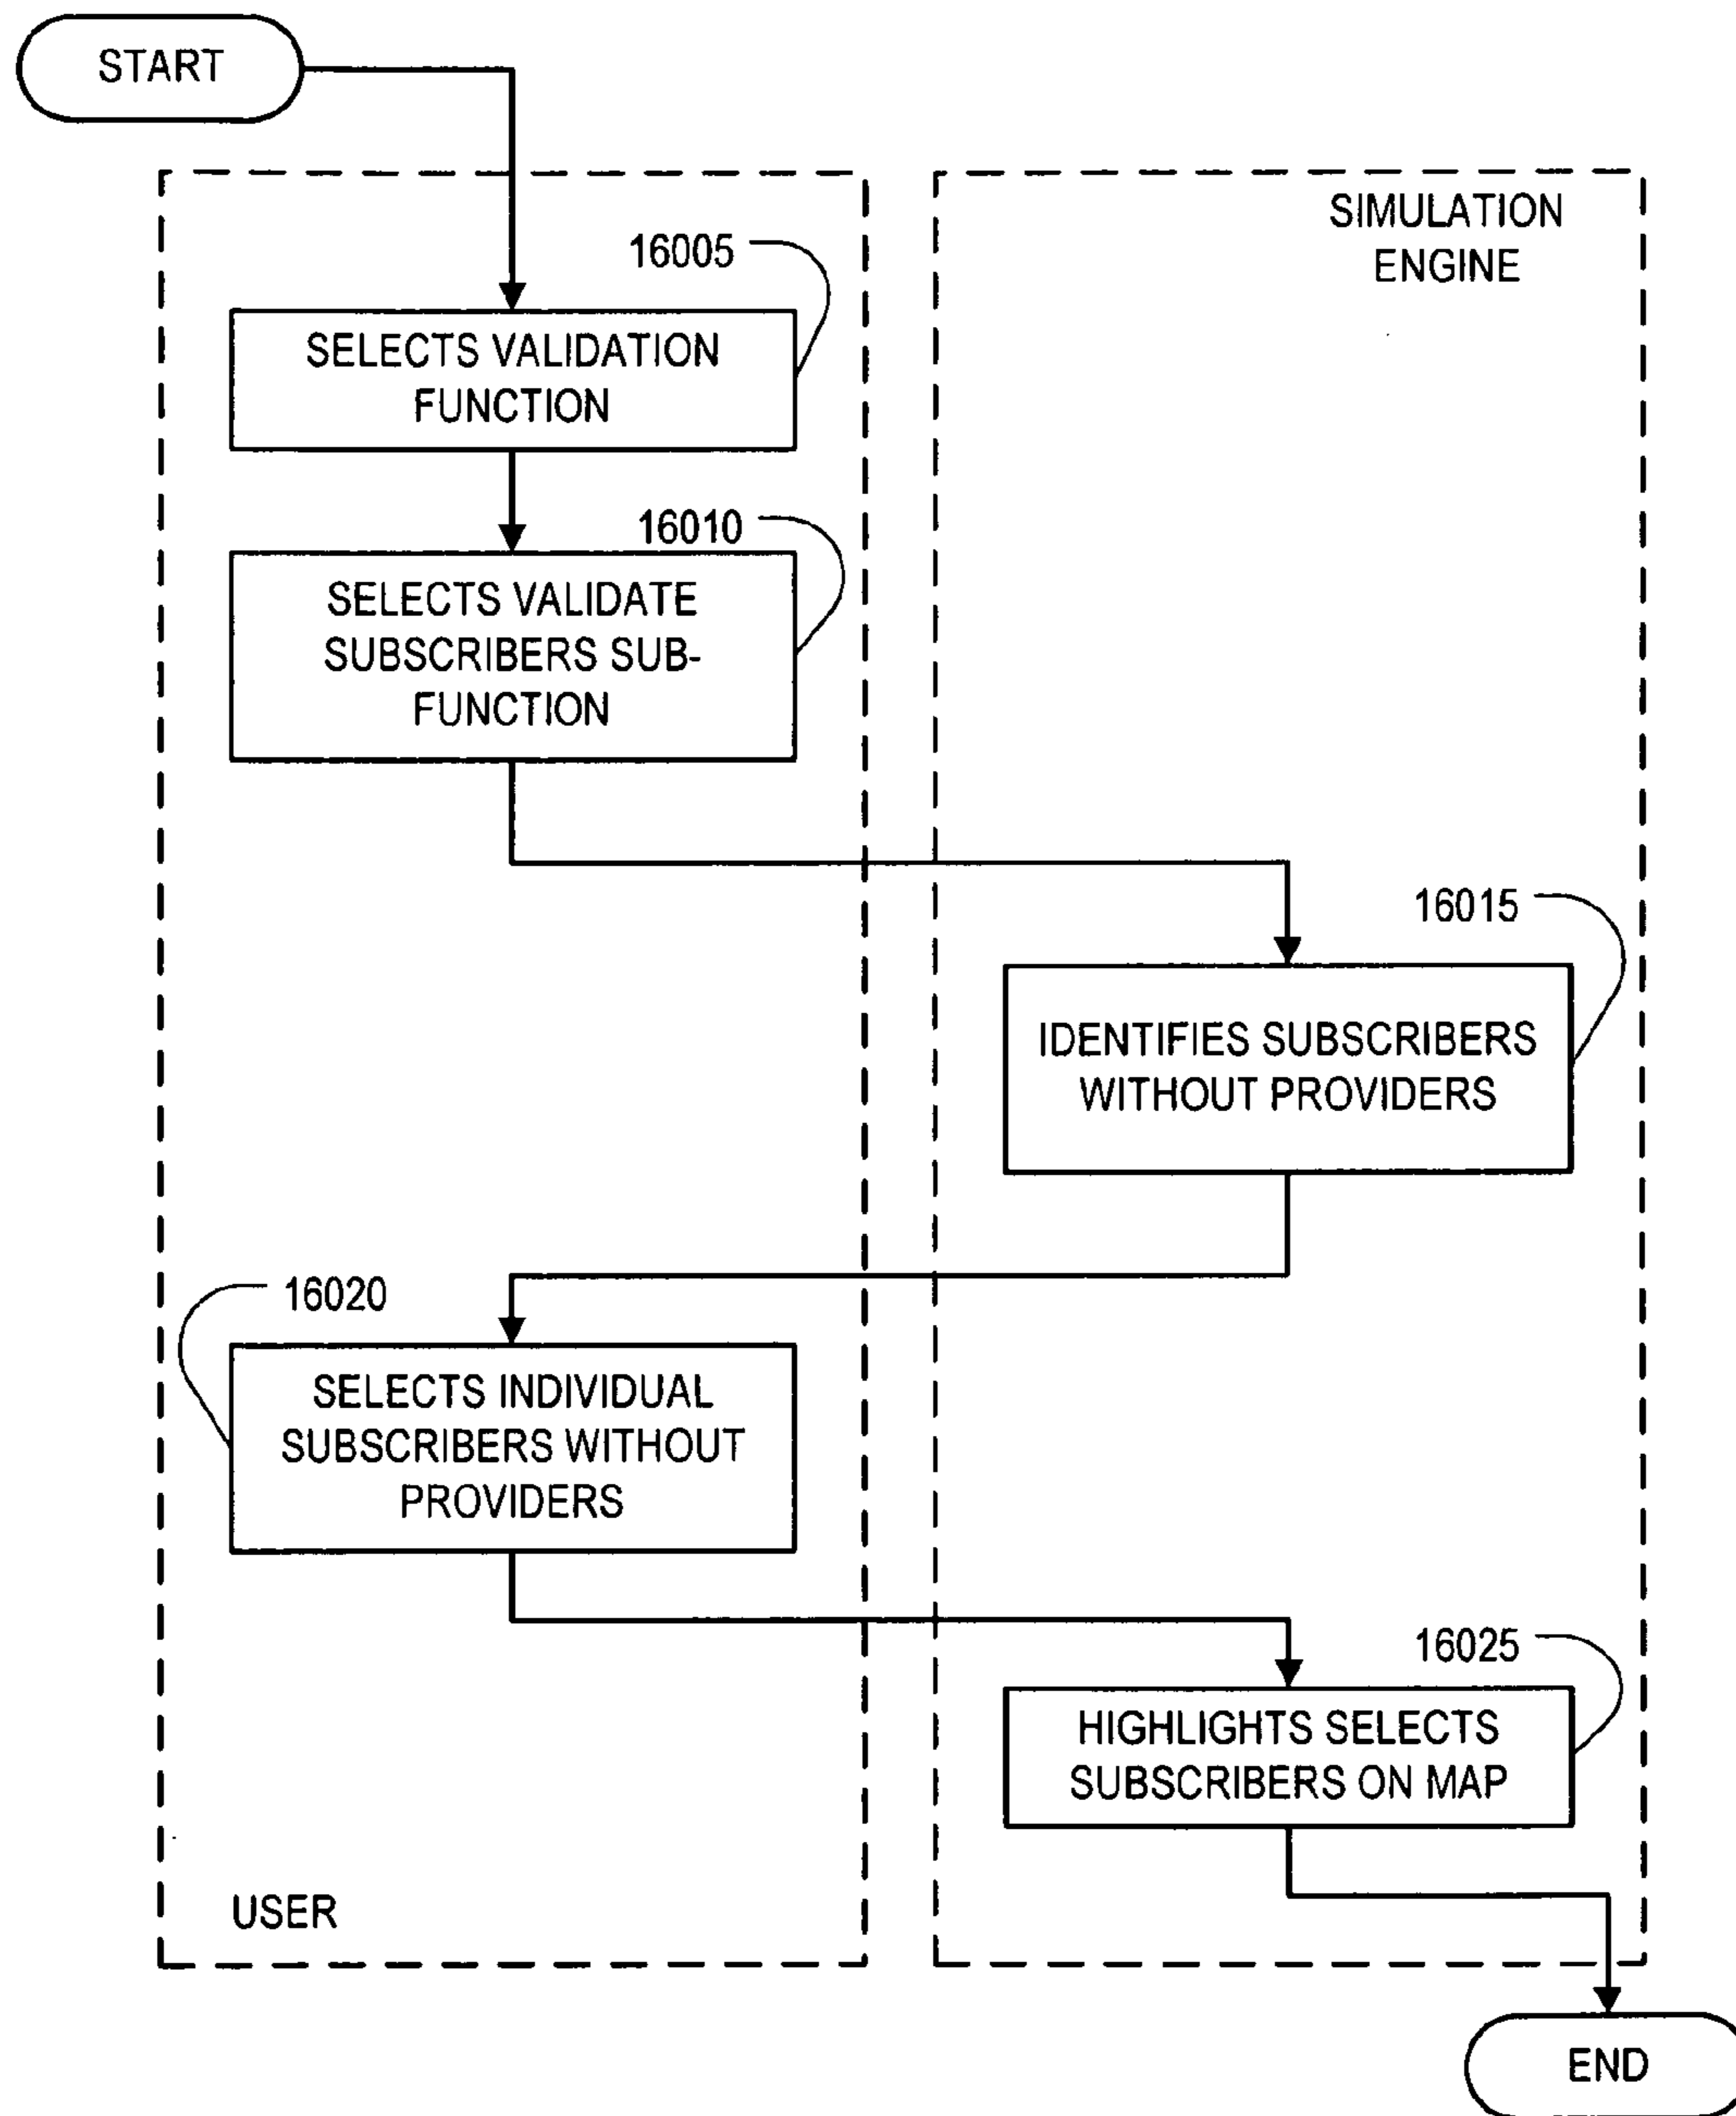 START
SIMULATION
ENGINE
16005
SELECTS VALIDATION
FUNCTION
16010
SELECTS VALIDATE
SUBSCRIBERS SUB-
FUNCTION
16015
IDENTIFIES SUBSCRIBERS
WITHOUT PROVIDERS
16020
SELECTS INDIVIDUAL
SUBSCRIBERS WITHOUT
PROVIDERS
16025
HIGHLIGHTS SELECTS
SUBSCRIBERS ON MAP
USER
END